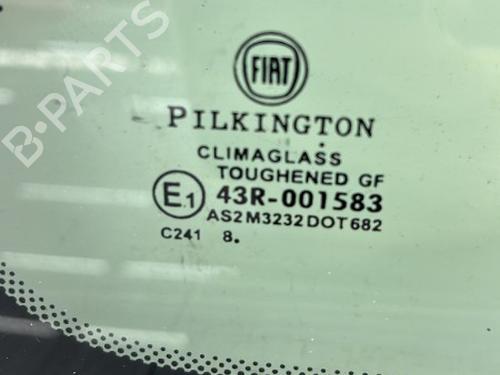 B-PARTS
FIAT
PILKINGTON
CLIMAGLASS
TOUGHENED GF
E1 43R-001583
AS2 M3232 DOT 682
C241 8.